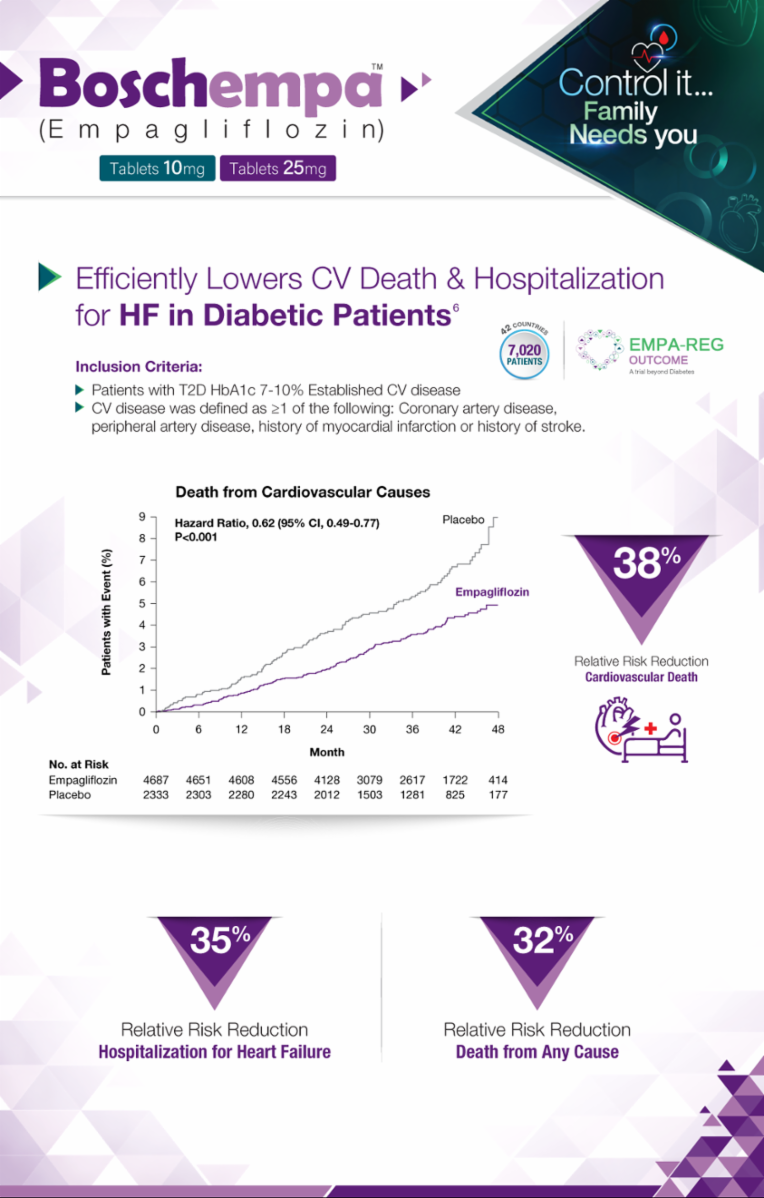 Boschempa™
(Empagliflozin)
Tablets 10mg Tablets 25mg
Control it...
Family
Needs you
Efficiently Lowers CV Death & Hospitalization
for HF in Diabetic Patients⁶
42 COUNTRIES
7,020
PATIENTS
EMPA-REG
OUTCOME
A trial beyond Diabetes
Inclusion Criteria:
Patients with T2D HbA1c 7-10% Established CV disease
CV disease was defined as ≥1 of the following: Coronary artery disease,
peripheral artery disease, history of myocardial infarction or history of stroke.
Death from Cardiovascular Causes
Hazard Ratio, 0.62 (95% CI, 0.49-0.77)
P<0.001
Placebo
Empagliflozin
Patients with Event (%)
9
8
7
6
5
4
3
2
1
0
0 6 12 18 24 30 36 42 48
Month
No. at Risk
Empagliflozin 4687 4651 4608 4556 4128 3079 2617 1722 414
Placebo 2333 2303 2280 2243 2012 1503 1281 825 177
38%
Relative Risk Reduction
Cardiovascular Death
35%
Relative Risk Reduction
Hospitalization for Heart Failure
32%
Relative Risk Reduction
Death from Any Cause